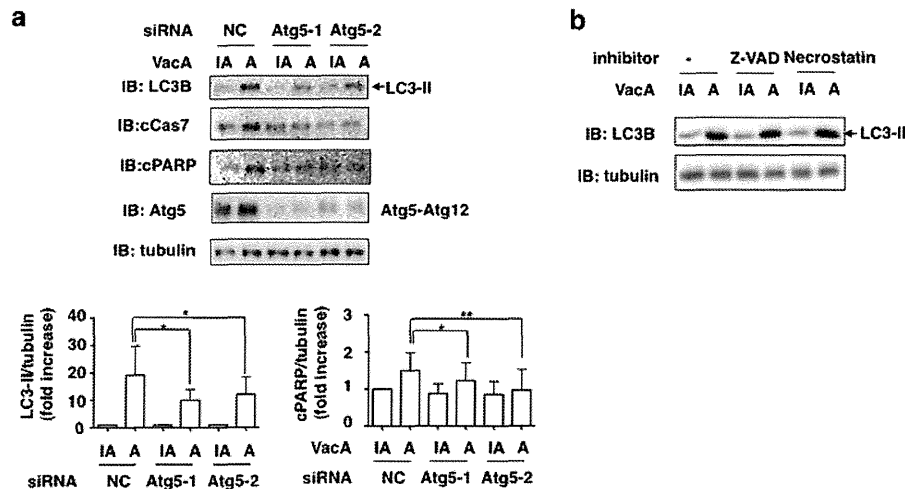 a
siRNA NC Atg5-1 Atg5-2
VacA IA A IA A IA A
IB: LC3B ←LC3-II
IB:cCas7
IB:cPARP
IB: Atg5 Atg5-Atg12
IB: tubulin
b
inhibitor - Z-VAD Necrostatin
VacA IA A IA A IA A
IB: LC3B ←LC3-II
IB: tubulin
LC3-II/tubulin
(fold increase)
40
30
20
10
0
*
*
IA A IA A IA A
siRNA NC Atg5-1 Atg5-2
cPARP/tubulin
(fold increase)
3
2
1
0
**
*
VacA IA A IA A IA A
siRNA NC Atg5-1 Atg5-2